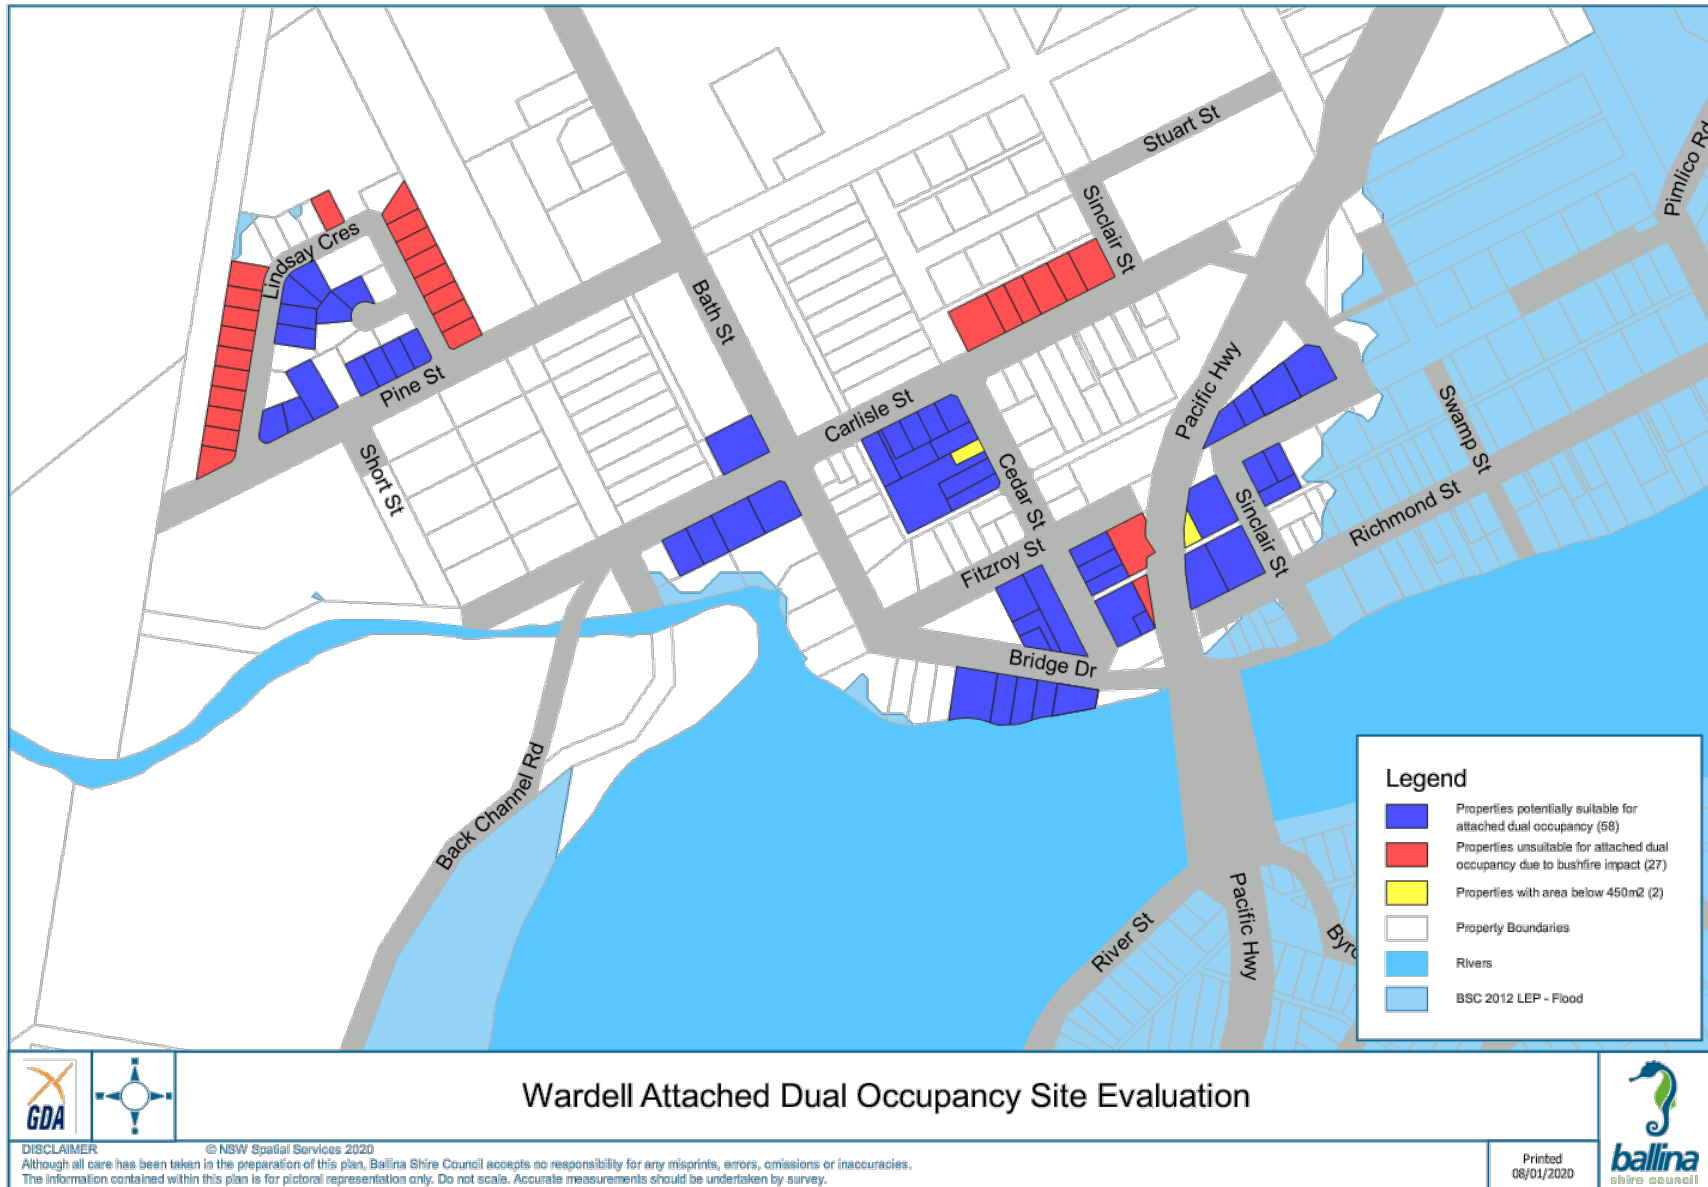 Stuart St
Pimlico Rd
Sinclair St
Lindsay Cres
Bath St
Pacific Hwy
Pine St
Carlisle St
Swamp St
Short St
Cedar St
Sinclair St
Richmond St
Fitzroy St
Bridge Dr
Back Channel Rd
River St
Pacific Hwy
Byro
Legend
Properties potentially suitable for
attached dual occupancy (58)
Properties unsuitable for attached dual
occupancy due to bushfire impact (27)
Properties with area below 450m2 (2)
Property Boundaries
Rivers
BSC 2012 LEP - Flood
GDA
Wardell Attached Dual Occupancy Site Evaluation
DISCLAIMER © NSW Spatial Services 2020
Although all care has been taken in the preparation of this plan, Ballina Shire Council accepts no responsibility for any misprints, errors, omissions or inaccuracies.
The information contained within this plan is for pictoral representation only. Do not scale. Accurate measurements should be undertaken by survey.
Printed
08/01/2020
ballina
shire council